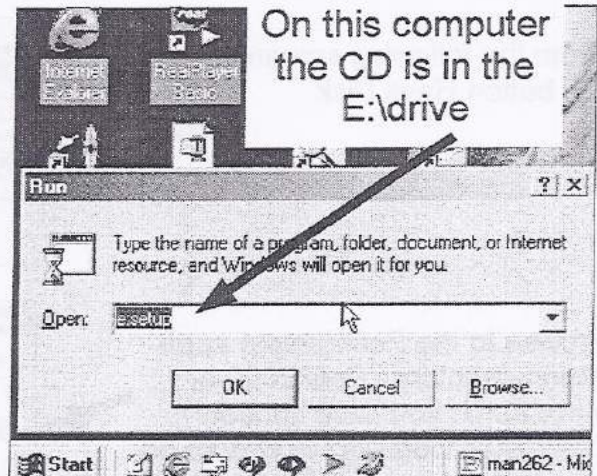 On this computer
the CD is in the
E:\drive
Internet
Explorer
RealPlayer
Basic
Run
Type the name of a program, folder, document, or Internet
resource, and Windows will open it for you.
Open:
e:setup
OK
Cancel
Browse...
Start
man262 - Mic